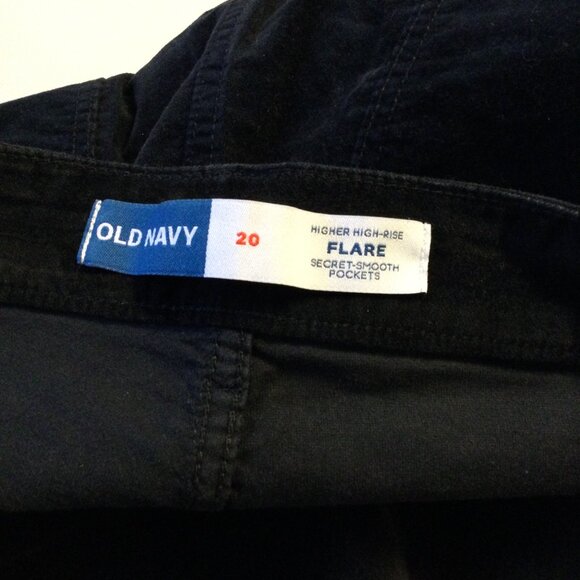 OLD NAVY
20
HIGHER HIGH-RISE
FLARE
SECRET-SMOOTH
POCKETS